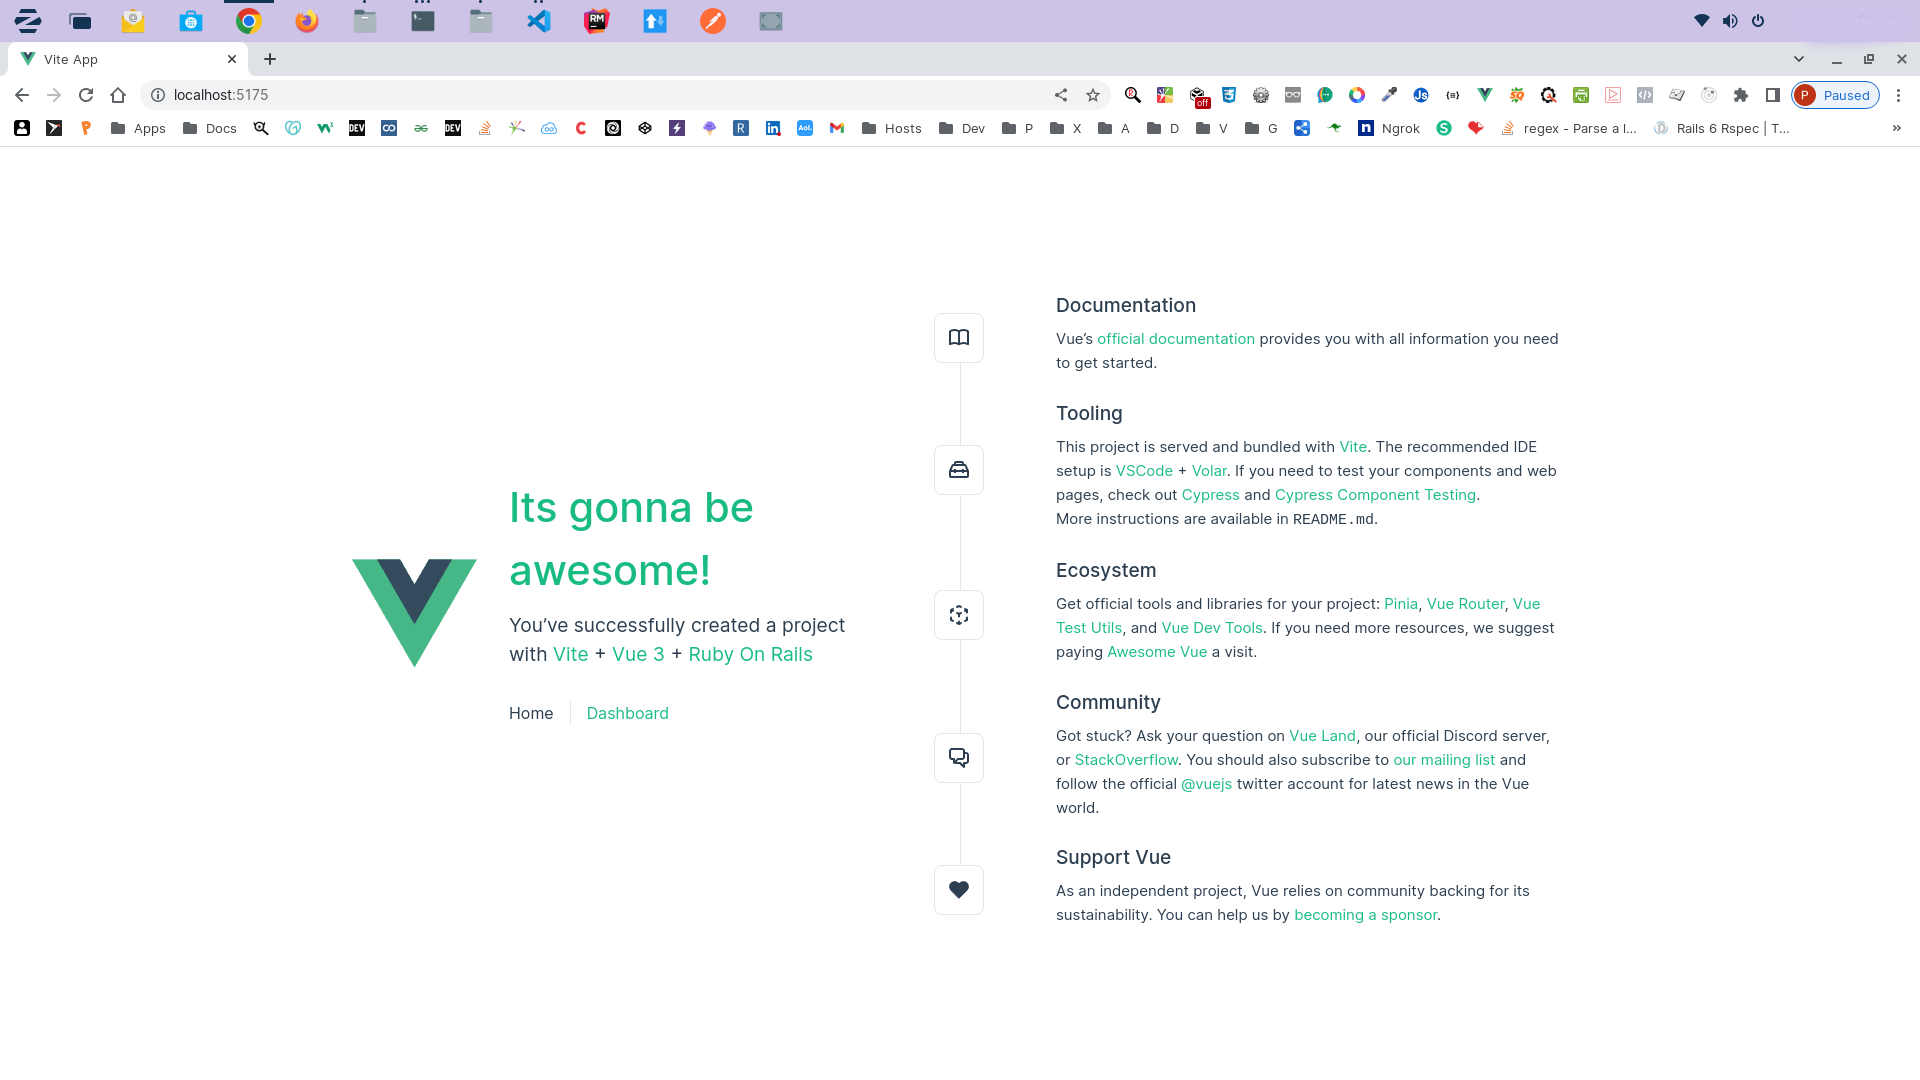 Vite App
localhost:5175
off
Paused
P
Apps
Docs
DEV
DEV
R
Aol.
Hosts
Dev
P
X
A
D
V
G
Ngrok
regex - Parse a l...
Rails 6 Rspec | T...
Its gonna be
awesome!
You’ve successfully created a project
with Vite + Vue 3 + Ruby On Rails
Home
Dashboard
Documentation
Vue’s official documentation provides you with all information you need
to get started.
Tooling
This project is served and bundled with Vite. The recommended IDE
setup is VSCode + Volar. If you need to test your components and web
pages, check out Cypress and Cypress Component Testing.
More instructions are available in README.md.
Ecosystem
Get official tools and libraries for your project: Pinia, Vue Router, Vue
Test Utils, and Vue Dev Tools. If you need more resources, we suggest
paying Awesome Vue a visit.
Community
Got stuck? Ask your question on Vue Land, our official Discord server,
or StackOverflow. You should also subscribe to our mailing list and
follow the official @vuejs twitter account for latest news in the Vue
world.
Support Vue
As an independent project, Vue relies on community backing for its
sustainability. You can help us by becoming a sponsor.